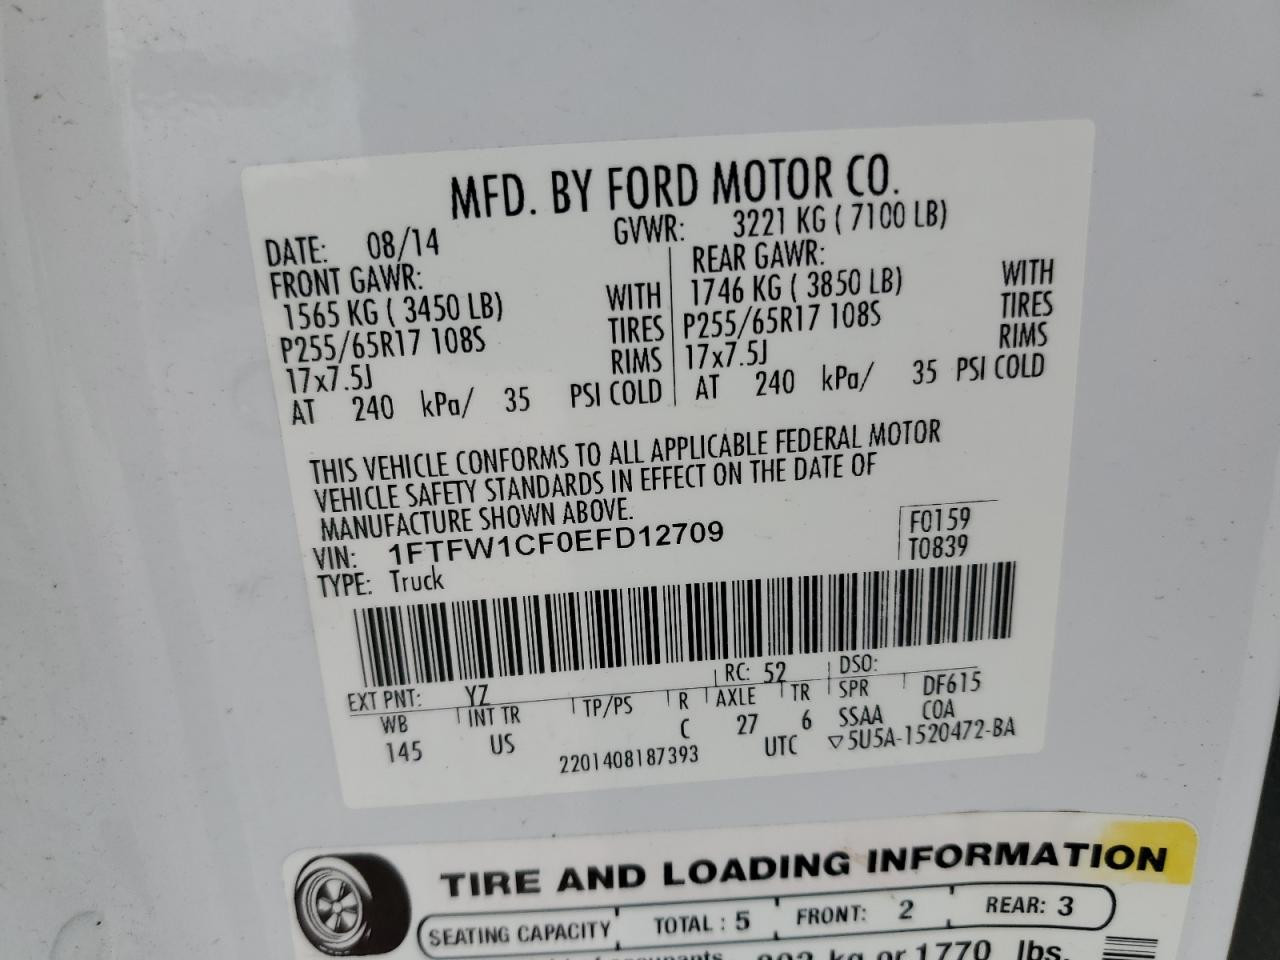 MFD. BY FORD MOTOR CO.
DATE: 08/14 GVWR: 3221 KG ( 7100 LB)
FRONT GAWR: REAR GAWR:
1565 KG ( 3450 LB) WITH 1746 KG ( 3850 LB) WITH
P255/65R17 108S TIRES P255/65R17 108S TIRES
17x7.5J RIMS 17x7.5J RIMS
AT 240 kPa/ 35 PSI COLD AT 240 kPa/ 35 PSI COLD
THIS VEHICLE CONFORMS TO ALL APPLICABLE FEDERAL MOTOR
VEHICLE SAFETY STANDARDS IN EFFECT ON THE DATE OF
MANUFACTURE SHOWN ABOVE.
VIN: 1FTFW1CF0EFD12709 F0159
TYPE: Truck T0839
EXT PNT: YZ RC: 52 DSO:
WB INT TR TP/PS R AXLE TR SPR DF615
145 US C 27 6 SSAA COA
2201408187393 UTC ▽5U5A-1520472-BA
TIRE AND LOADING INFORMATION
SEATING CAPACITY TOTAL : 5 FRONT: 2 REAR: 3
kg or 1770 lbs.